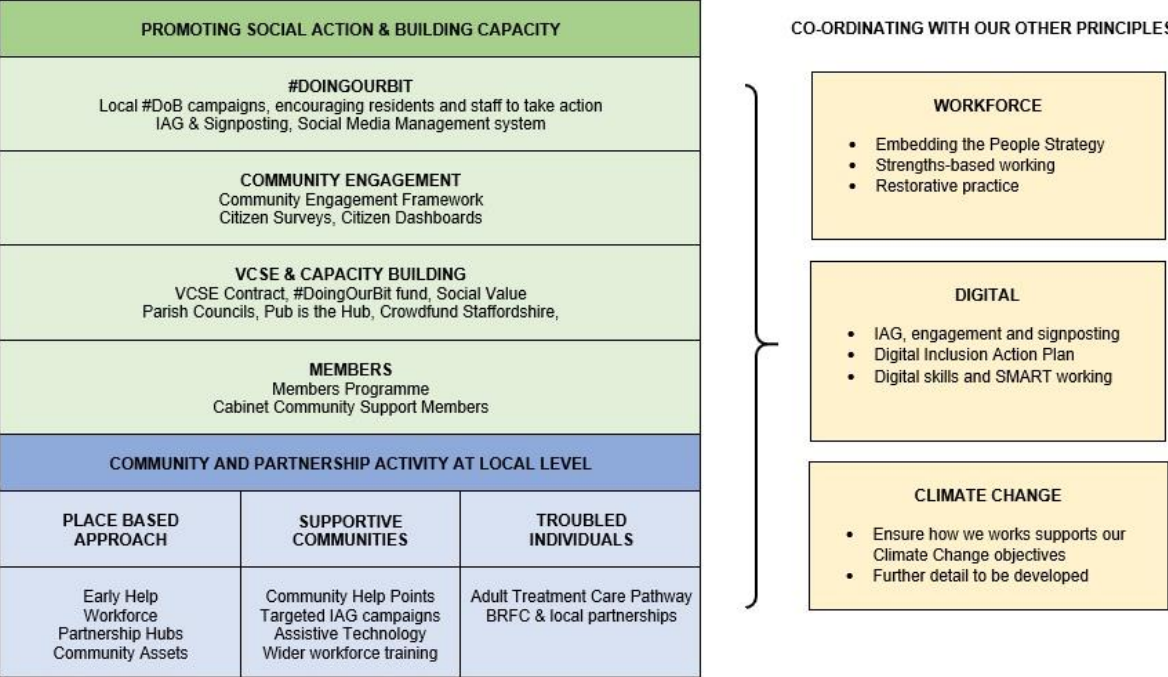 PROMOTING SOCIAL ACTION & BUILDING CAPACITY
#DOINGOURBIT
Local #DoB campaigns, encouraging residents and staff to take action
IAG & Signposting, Social Media Management system
COMMUNITY ENGAGEMENT
Community Engagement Framework
Citizen Surveys, Citizen Dashboards
VCSE & CAPACITY BUILDING
VCSE Contract, #DoingOurBit fund, Social Value
Parish Councils, Pub is the Hub, Crowdfund Staffordshire,
MEMBERS
Members Programme
Cabinet Community Support Members
COMMUNITY AND PARTNERSHIP ACTIVITY AT LOCAL LEVEL
PLACE BASED
APPROACH
Early Help
Workforce
Partnership Hubs
Community Assets
SUPPORTIVE
COMMUNITIES
Community Help Points
Targeted IAG campaigns
Assistive Technology
Wider workforce training
TROUBLED
INDIVIDUALS
Adult Treatment Care Pathway
BRFC & local partnerships
CO-ORDINATING WITH OUR OTHER PRINCIPLES
WORKFORCE
• Embedding the People Strategy
• Strengths-based working
• Restorative practice
DIGITAL
• IAG, engagement and signposting
• Digital Inclusion Action Plan
• Digital skills and SMART working
CLIMATE CHANGE
• Ensure how we works supports our
Climate Change objectives
• Further detail to be developed